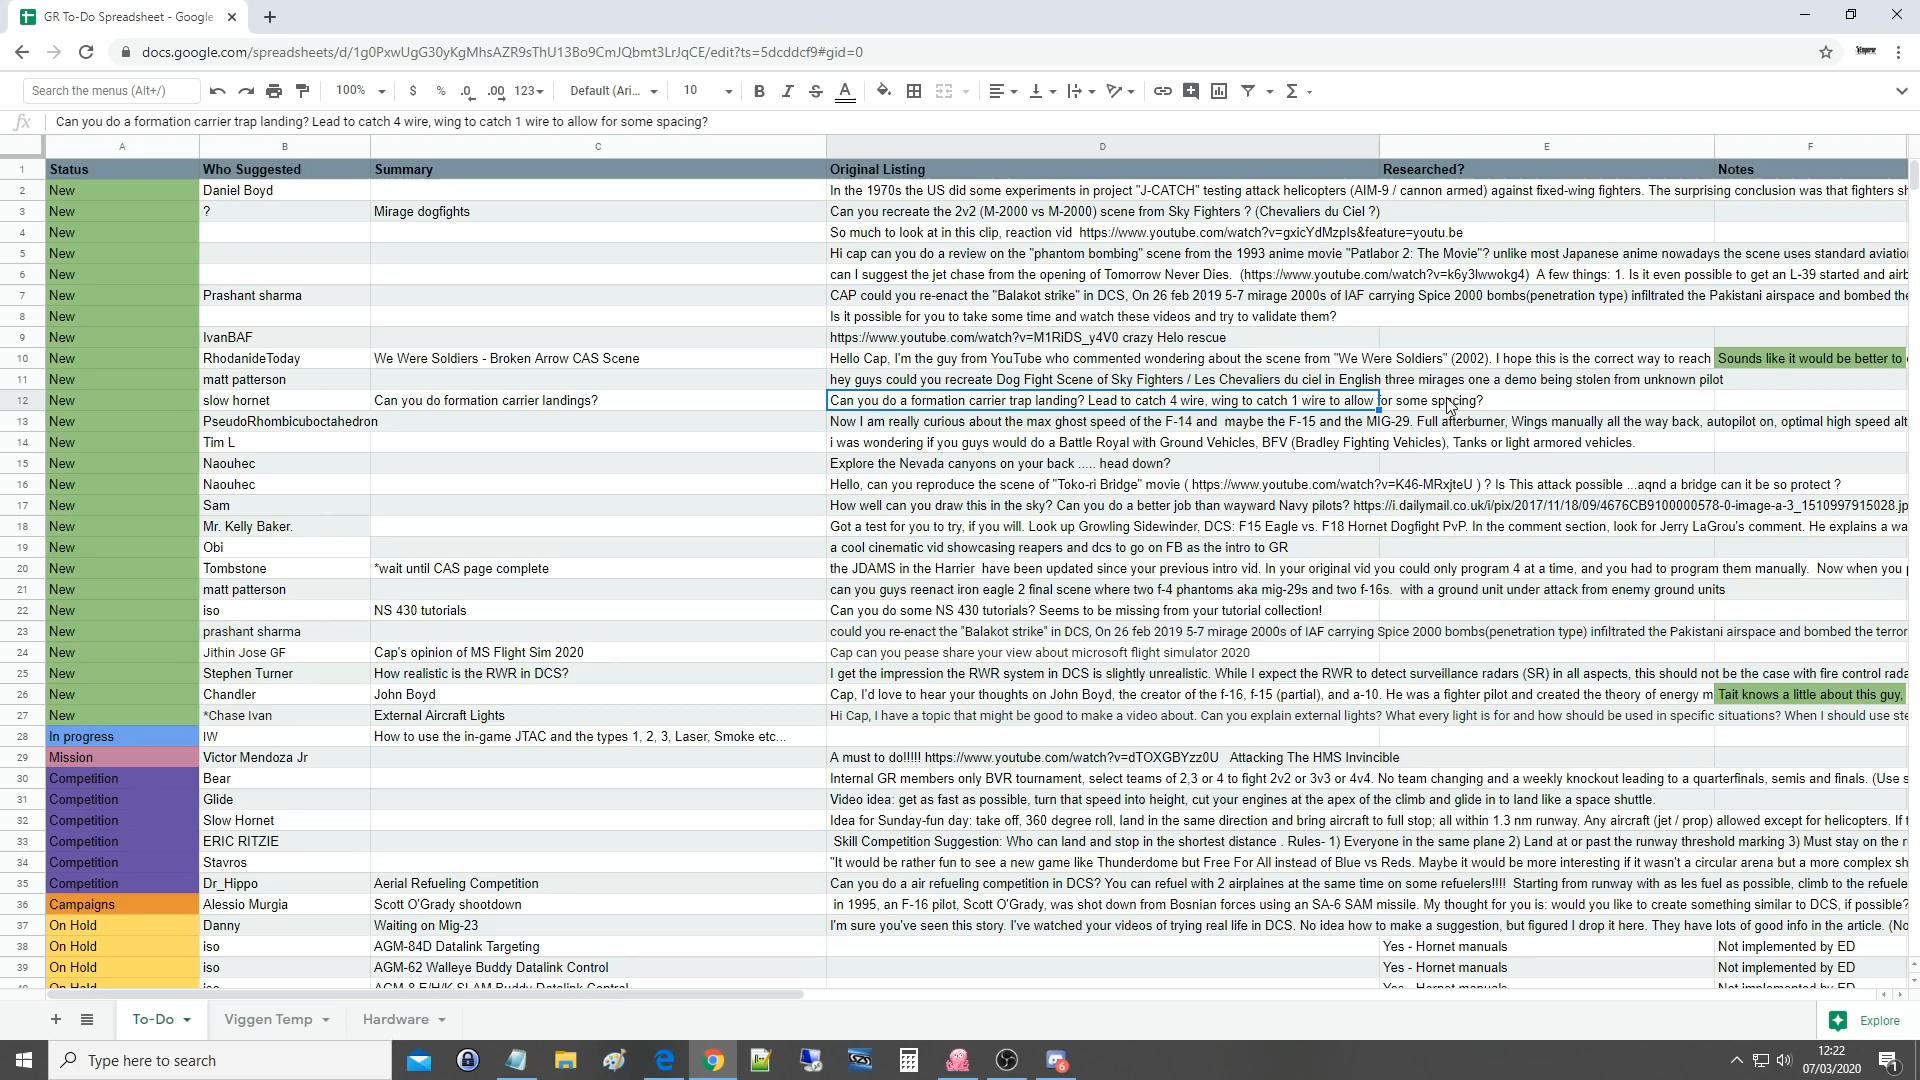 GR To-Do Spreadsheet - Google
docs.google.com/spreadsheets/d/1g0PxwUgG30yKgMhsAZR9sThU13Bo9CmJQbmt3LrJqCE/edit?ts=5dcddcf9#gid=0
Search the menus (Alt+/) 100% $ % .0 .00 123 Default (Ari... 10 B I S A
fx Can you do a formation carrier trap landing? Lead to catch 4 wire, wing to catch 1 wire to allow for some spacing?
A B C D E F
1 Status Who Suggested Summary Original Listing Researched? Notes
2 New Daniel Boyd In the 1970s the US did some experiments in project "J-CATCH" testing attack helicopters (AIM-9 / cannon armed) against fixed-wing fighters. The surprising conclusion was that fighters sh
3 New ? Mirage dogfights Can you recreate the 2v2 (M-2000 vs M-2000) scene from Sky Fighters ? (Chevaliers du Ciel ?)
4 New So much to look at in this clip, reaction vid https://www.youtube.com/watch?v=gxicYdMzpIs&feature=youtu.be
5 New Hi cap can you do a review on the "phantom bombing" scene from the 1993 anime movie "Patlabor 2: The Movie"? unlike most Japanese anime nowadays the scene uses standard aviatio
6 New can I suggest the jet chase from the opening of Tomorrow Never Dies. (https://www.youtube.com/watch?v=k6y3lwwokg4) A few things: 1. Is it even possible to get an L-39 started and airb
7 New Prashant sharma CAP could you re-enact the "Balakot strike" in DCS, On 26 feb 2019 5-7 mirage 2000s of IAF carrying Spice 2000 bombs(penetration type) infiltrated the Pakistani airspace and bombed the
8 New Is it possible for you to take some time and watch these videos and try to validate them?
9 New IvanBAF https://www.youtube.com/watch?v=M1RiDS_y4V0 crazy Helo rescue
10 New RhodanideToday We Were Soldiers - Broken Arrow CAS Scene Hello Cap, I'm the guy from YouTube who commented wondering about the scene from "We Were Soldiers" (2002). I hope this is the correct way to reach Sounds like it would be better to
11 New matt patterson hey guys could you recreate Dog Fight Scene of Sky Fighters / Les Chevaliers du ciel in English three mirages one a demo being stolen from unknown pilot
12 New slow hornet Can you do formation carrier landings? Can you do a formation carrier trap landing? Lead to catch 4 wire, wing to catch 1 wire to allow for some spacing?
13 New PseudoRhombicuboctahedron Now I am really curious about the max ghost speed of the F-14 and maybe the F-15 and the MIG-29. Full afterburner, Wings manually all the way back, autopilot on, optimal high speed alt
14 New Tim L i was wondering if you guys would do a Battle Royal with Ground Vehicles, BFV (Bradley Fighting Vehicles), Tanks or light armored vehicles.
15 New Naouhec Explore the Nevada canyons on your back ..... head down?
16 New Naouhec Hello, can you reproduce the scene of "Toko-ri Bridge" movie ( https://www.youtube.com/watch?v=K46-MRxjteU ) ? Is This attack possible ...aqnd a bridge can it be so protect ?
17 New Sam How well can you draw this in the sky? Can you do a better job than wayward Navy pilots? https://i.dailymail.co.uk/i/pix/2017/11/18/09/4676CB9100000578-0-image-a-3_1510997915028.jp
18 New Mr. Kelly Baker. Got a test for you to try, if you will. Look up Growling Sidewinder, DCS: F15 Eagle vs. F18 Hornet Dogfight PvP. In the comment section, look for Jerry LaGrou's comment. He explains a wa
19 New Obi a cool cinematic vid showcasing reapers and dcs to go on FB as the intro to GR
20 New Tombstone *wait until CAS page complete the JDAMS in the Harrier have been updated since your previous intro vid. In your original vid you could only program 4 at a time, and you had to program them manually. Now when you
21 New matt patterson can you guys reenact iron eagle 2 final scene where two f-4 phantoms aka mig-29s and two f-16s. with a ground unit under attack from enemy ground units
22 New iso NS 430 tutorials Can you do some NS 430 tutorials? Seems to be missing from your tutorial collection!
23 New prashant sharma could you re-enact the "Balakot strike" in DCS, On 26 feb 2019 5-7 mirage 2000s of IAF carrying Spice 2000 bombs(penetration type) infiltrated the Pakistani airspace and bombed the terror
24 New Jithin Jose GF Cap's opinion of MS Flight Sim 2020 Cap can you pease share your view about microsoft flight simulator 2020
25 New Stephen Turner How realistic is the RWR in DCS? I get the impression the RWR system in DCS is slightly unrealistic. While I expect the RWR to detect surveillance radars (SR) in all aspects, this should not be the case with fire control rada
26 New Chandler John Boyd Cap, I'd love to hear your thoughts on John Boyd, the creator of the f-16, f-15 (partial), and a-10. He was a fighter pilot and created the theory of energy m Tait knows a little about this guy,
27 New *Chase Ivan External Aircraft Lights Hi Cap, I have a topic that might be good to make a video about. Can you explain external lights? What every light is for and how should be used in specific situations? When I should use ste
28 In progress IW How to use the in-game JTAC and the types 1, 2, 3, Laser, Smoke etc...
29 Mission Victor Mendoza Jr A must to do!!!!! https://www.youtube.com/watch?v=dTOXGBYzz0U Attacking The HMS Invincible
30 Competition Bear Internal GR members only BVR tournament, select teams of 2,3 or 4 to fight 2v2 or 3v3 or 4v4. No team changing and a weekly knockout leading to a quarterfinals, semis and finals. (Use s
31 Competition Glide Video idea: get as fast as possible, turn that speed into height, cut your engines at the apex of the climb and glide in to land like a space shuttle.
32 Competition Slow Hornet Idea for Sunday-fun day: take off, 360 degree roll, land in the same direction and bring aircraft to full stop; all within 1.3 nm runway. Any aircraft (jet / prop) allowed except for helicopters. If
33 Competition ERIC RITZIE Skill Competition Suggestion: Who can land and stop in the shortest distance . Rules- 1) Everyone in the same plane 2) Land at or past the runway threshold marking 3) Must stay on the r
34 Competition Stavros "It would be rather fun to see a new game like Thunderdome but Free For All instead of Blue vs Reds. Maybe it would be more interesting if it wasn't a circular arena but a more complex sh
35 Competition Dr_Hippo Aerial Refueling Competition Can you do a air refueling competition in DCS? You can refuel with 2 airplaines at the same time on some refuelers!!!! Starting from runway with as les fuel as possible, climb to the refuele
36 Campaigns Alessio Murgia Scott O'Grady shootdown in 1995, an F-16 pilot, Scott O'Grady, was shot down from Bosnian forces using an SA-6 SAM missile. My thought for you is: would you like to create something similar to DCS, if possible?
37 On Hold Danny Waiting on Mig-23 I'm sure you've seen this story. I've watched your videos of trying real life in DCS. No idea how to make a suggestion, but figured I drop it here. They have lots of good info in the article. (No
38 On Hold iso AGM-84D Datalink Targeting Yes - Hornet manuals Not implemented by ED
39 On Hold iso AGM-62 Walleye Buddy Datalink Control Yes - Hornet manuals Not implemented by ED
To-Do Viggen Temp Hardware Explore
Type here to search
12:22
07/03/2020